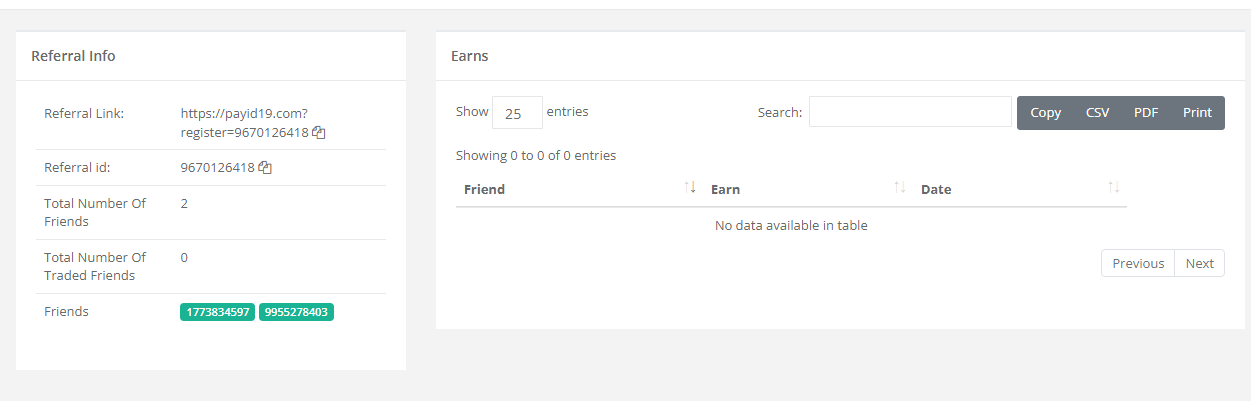 Referral Info
Referral Link: https://payid19.com?
register=9670126418
Referral id: 9670126418
Total Number Of 2
Friends
Total Number Of 0
Traded Friends
Friends 1773834597 9955278403
Earns
Show 25 entries Search: Copy CSV PDF Print
Showing 0 to 0 of 0 entries
Friend Earn Date
No data available in table
Previous Next